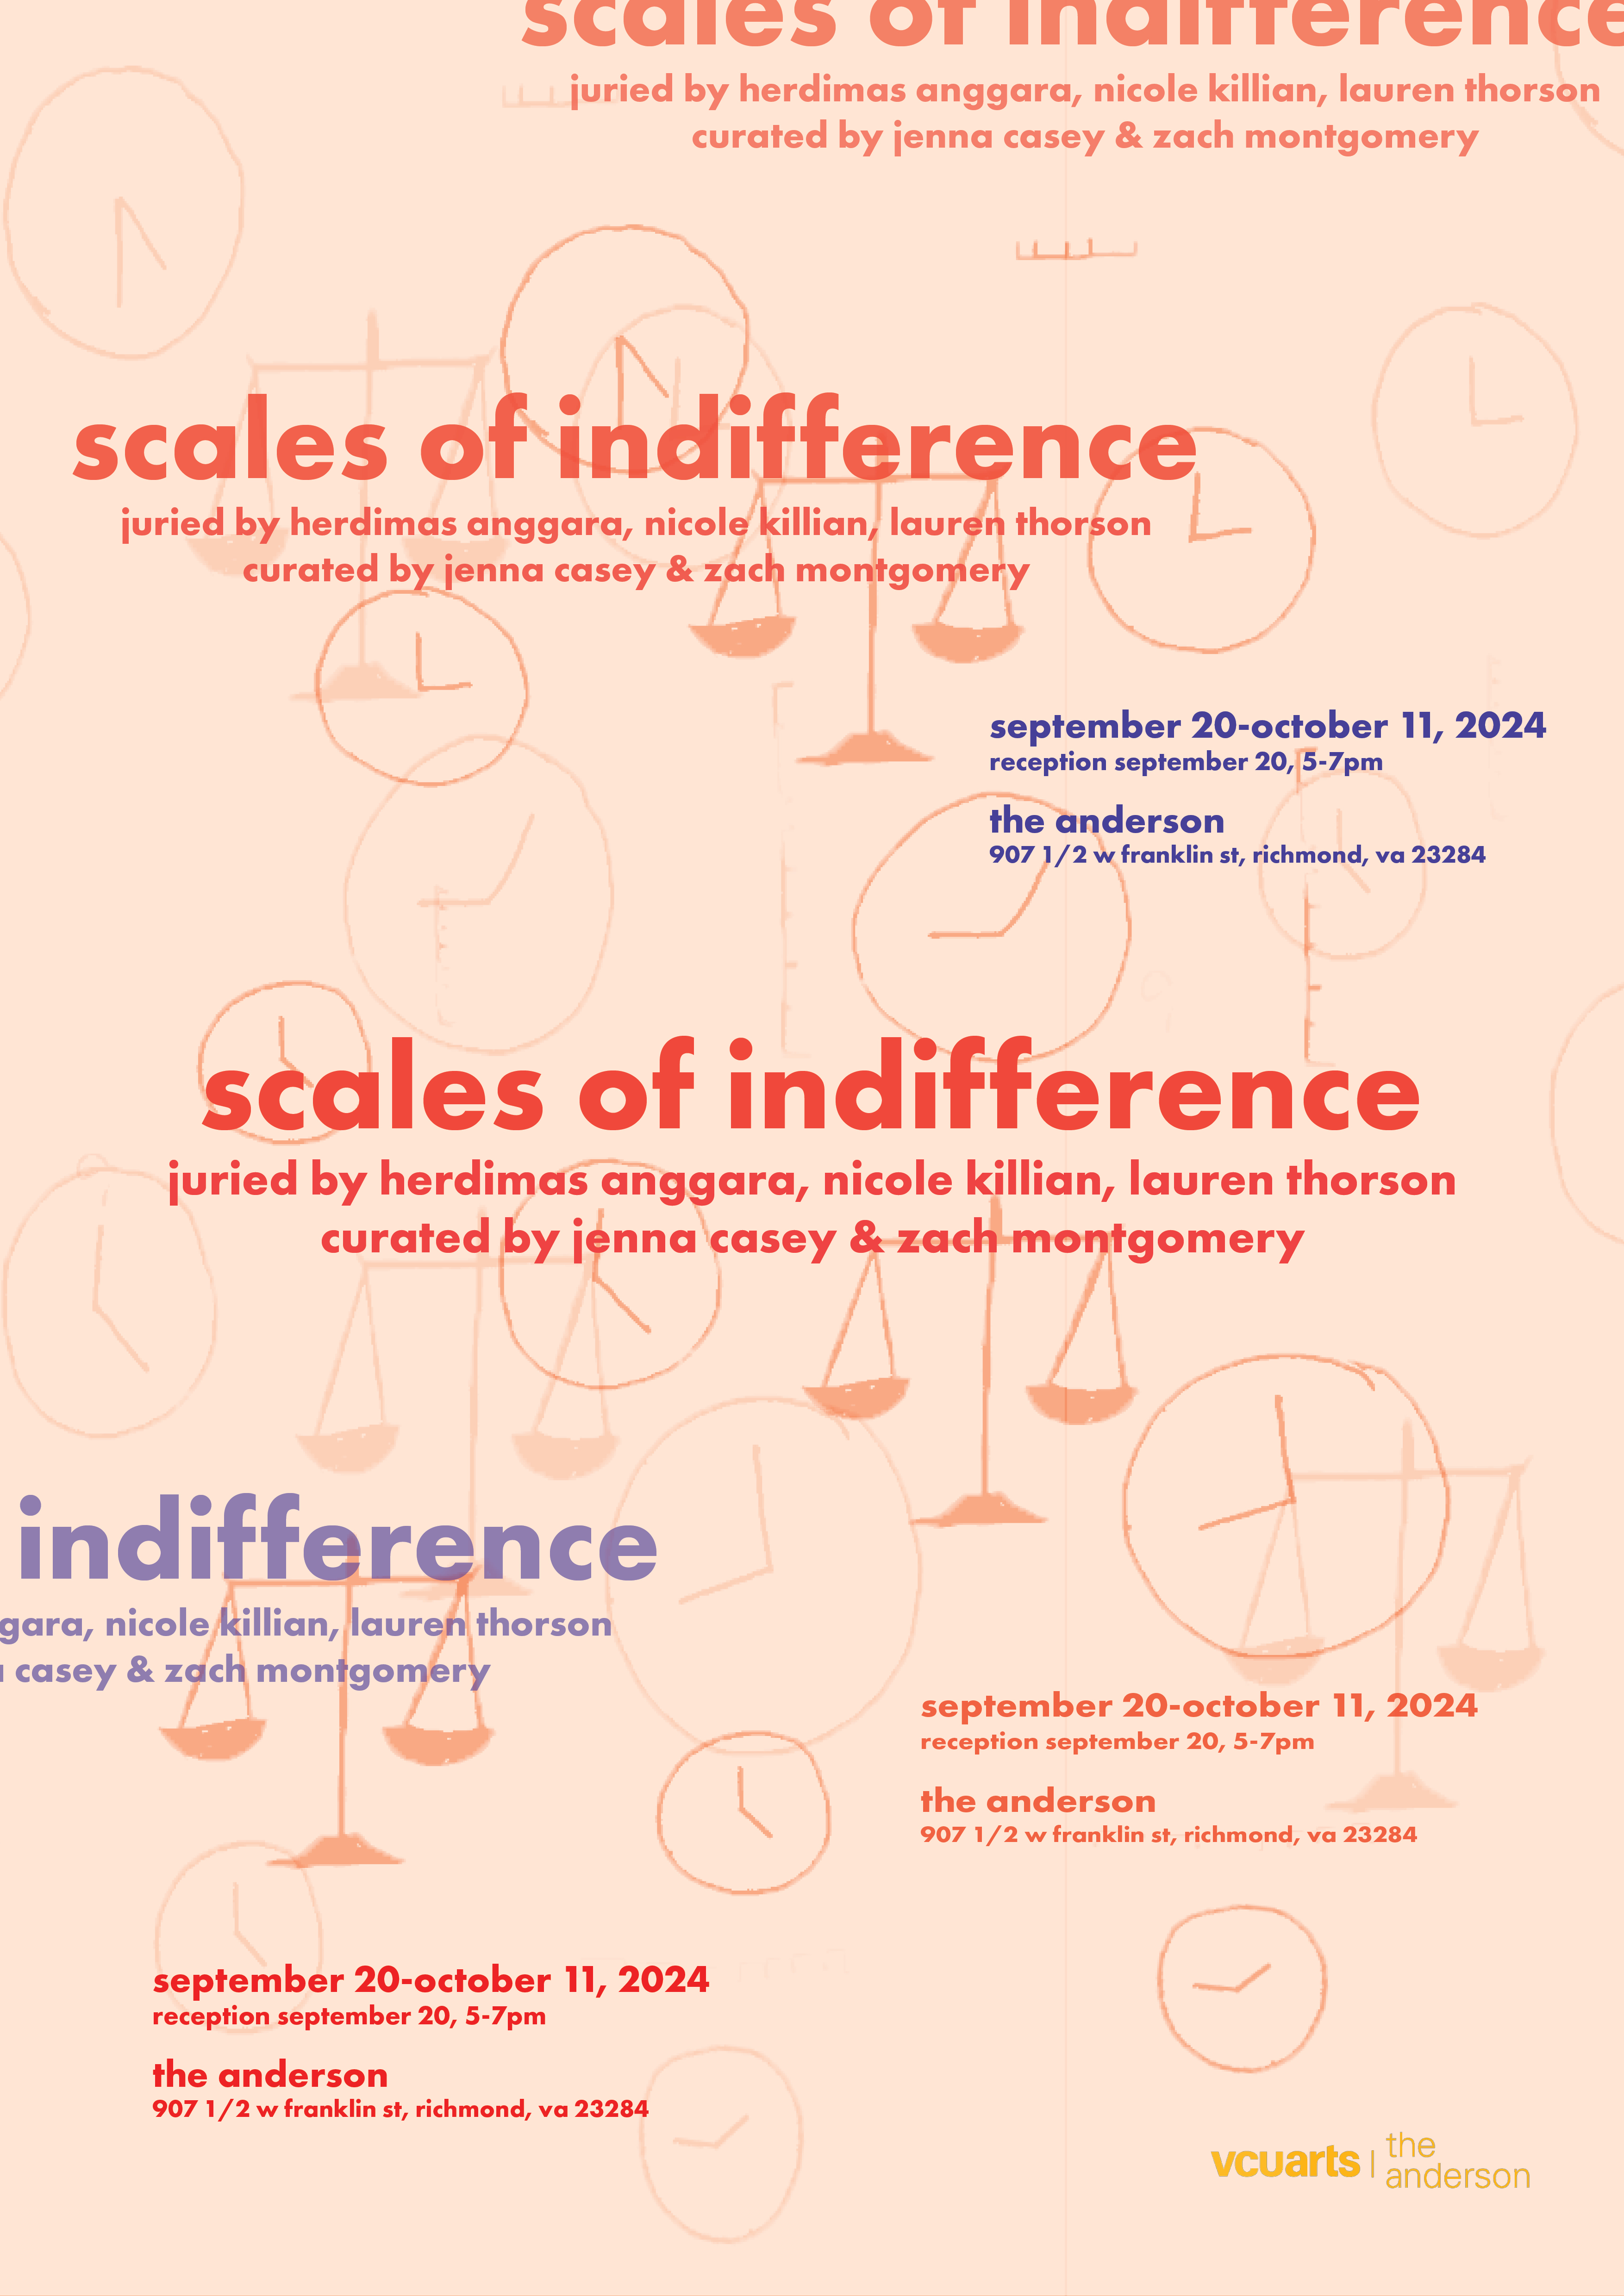 scales of indifference
juried by herdimas anggara, nicole killian, lauren thorson
curated by jenna casey & zach montgomery
scales of indifference
juried by herdimas anggara, nicole killian, lauren thorson
curated by jenna casey & zach montgomery
september 20-october 11, 2024
reception september 20, 5-7pm
the anderson
907 1/2 w franklin st, richmond, va 23284
scales of indifference
juried by herdimas anggara, nicole killian, lauren thorson
curated by jenna casey & zach montgomery
indifference
gara, nicole killian, lauren thorson
casey & zach montgomery
september 20-october 11, 2024
reception september 20, 5-7pm
the anderson
907 1/2 w franklin st, richmond, va 23284
september 20-october 11, 2024
reception september 20, 5-7pm
the anderson
907 1/2 w franklin st, richmond, va 23284
vcuarts | the
anderson